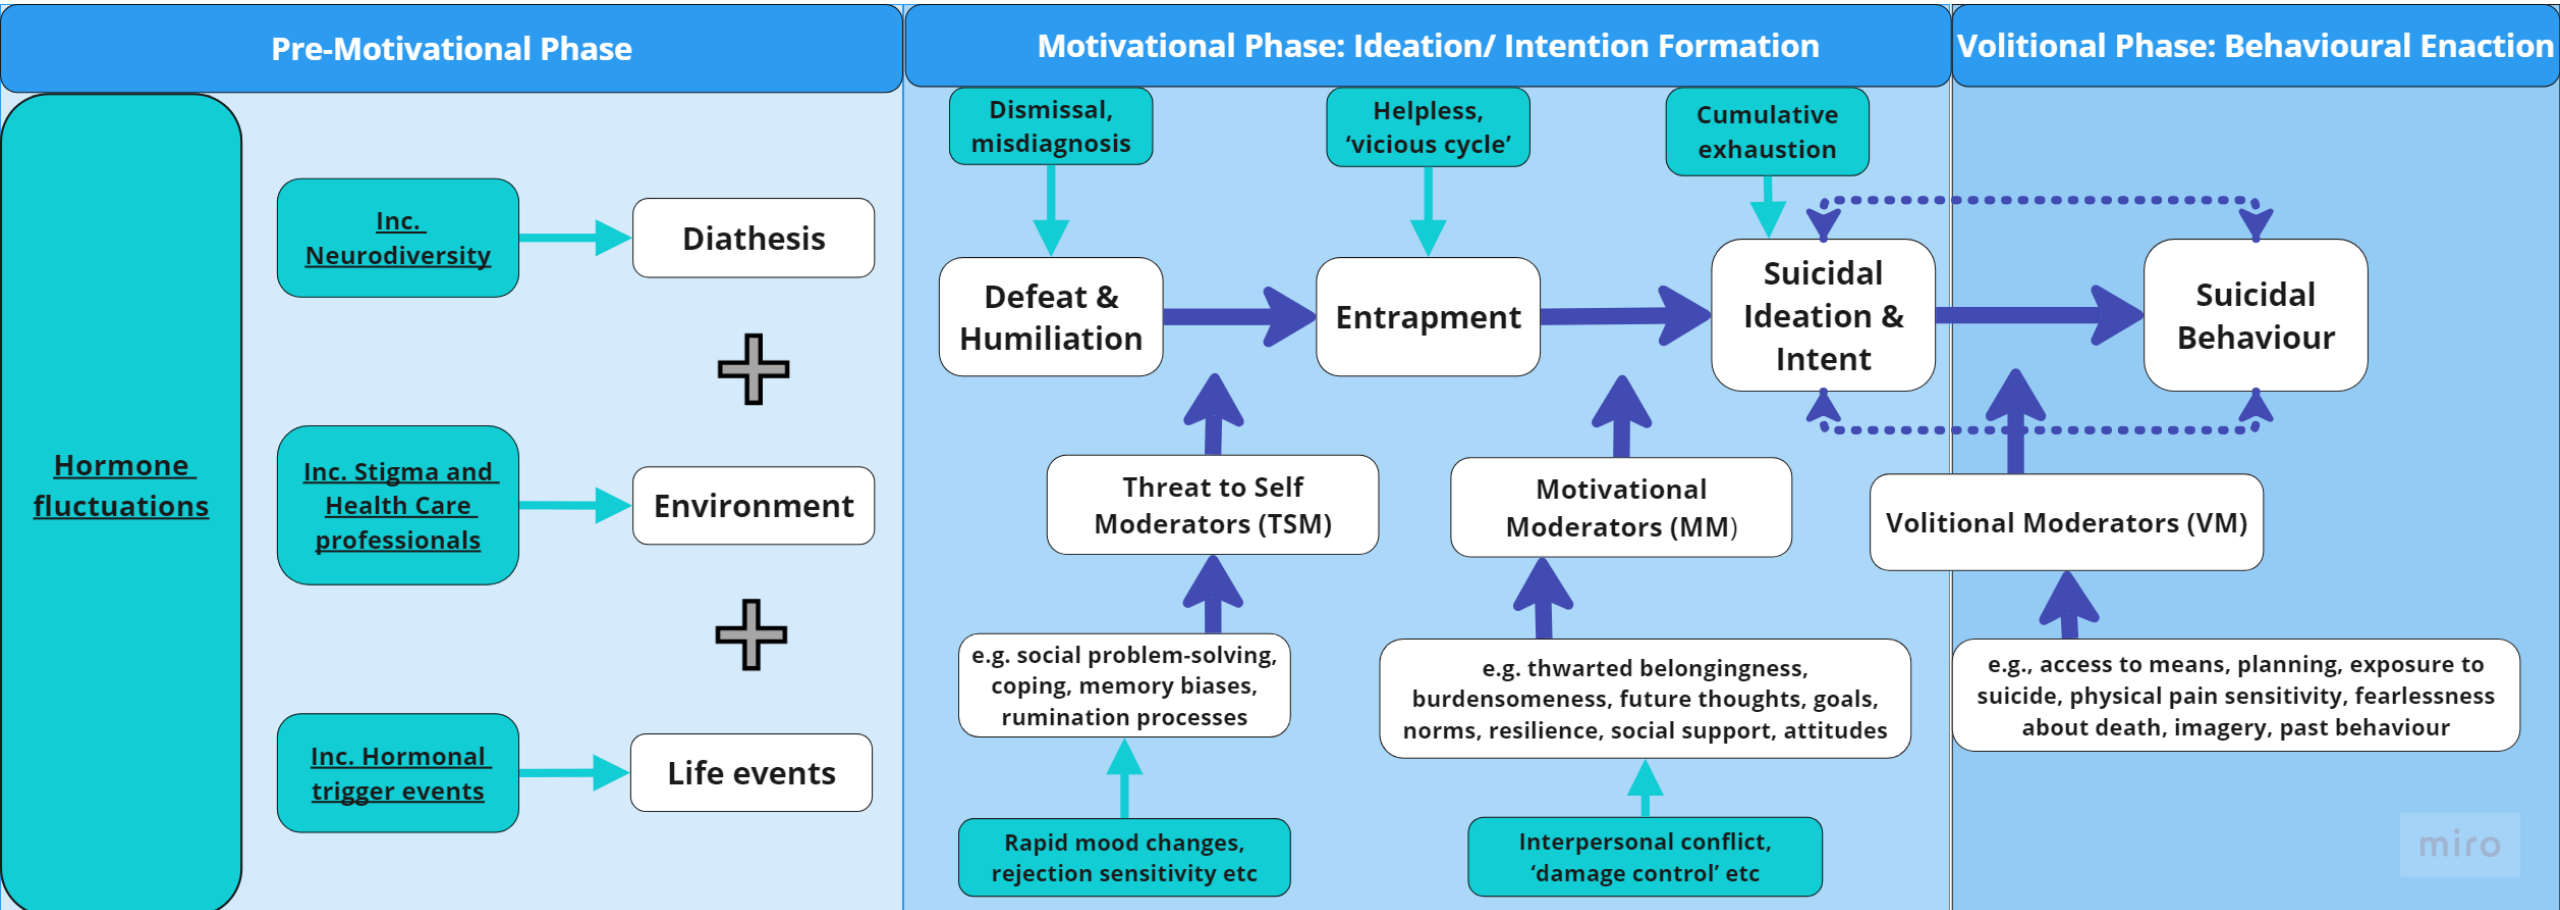 Pre-Motivational Phase
Motivational Phase: Ideation/ Intention Formation
Volitional Phase: Behavioural Enaction
Hormone
fluctuations
Inc.
Neurodiversity
Diathesis
Inc. Stigma and
Health Care
professionals
Environment
Inc. Hormonal
trigger events
Life events
Dismissal,
misdiagnosis
Helpless,
‘vicious cycle’
Cumulative
exhaustion
Defeat &
Humiliation
Entrapment
Suicidal
Ideation &
Intent
Suicidal
Behaviour
Threat to Self
Moderators (TSM)
Motivational
Moderators (MM)
Volitional Moderators (VM)
e.g. social problem-solving,
coping, memory biases,
rumination processes
e.g. thwarted belongingness,
burdensomeness, future thoughts, goals,
norms, resilience, social support, attitudes
e.g., access to means, planning, exposure to
suicide, physical pain sensitivity, fearlessness
about death, imagery, past behaviour
Rapid mood changes,
rejection sensitivity etc
Interpersonal conflict,
‘damage control’ etc
miro